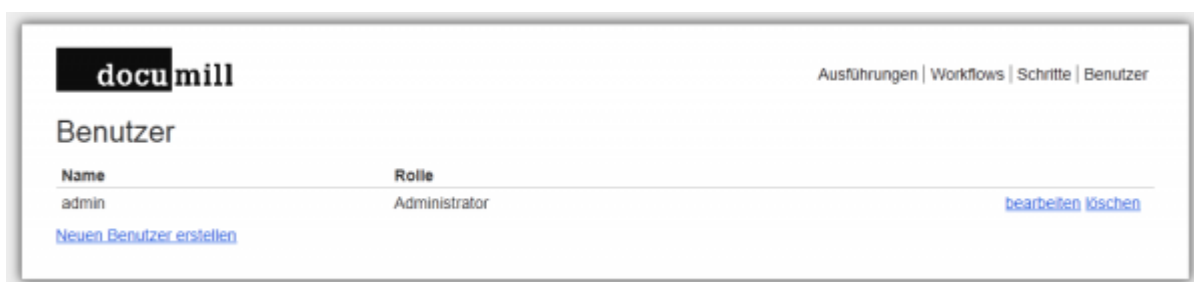 documill
Ausführungen | Workflows | Schritte | Benutzer
Benutzer
Name Rolle
admin Administrator bearbeiten löschen
Neuen Benutzer erstellen